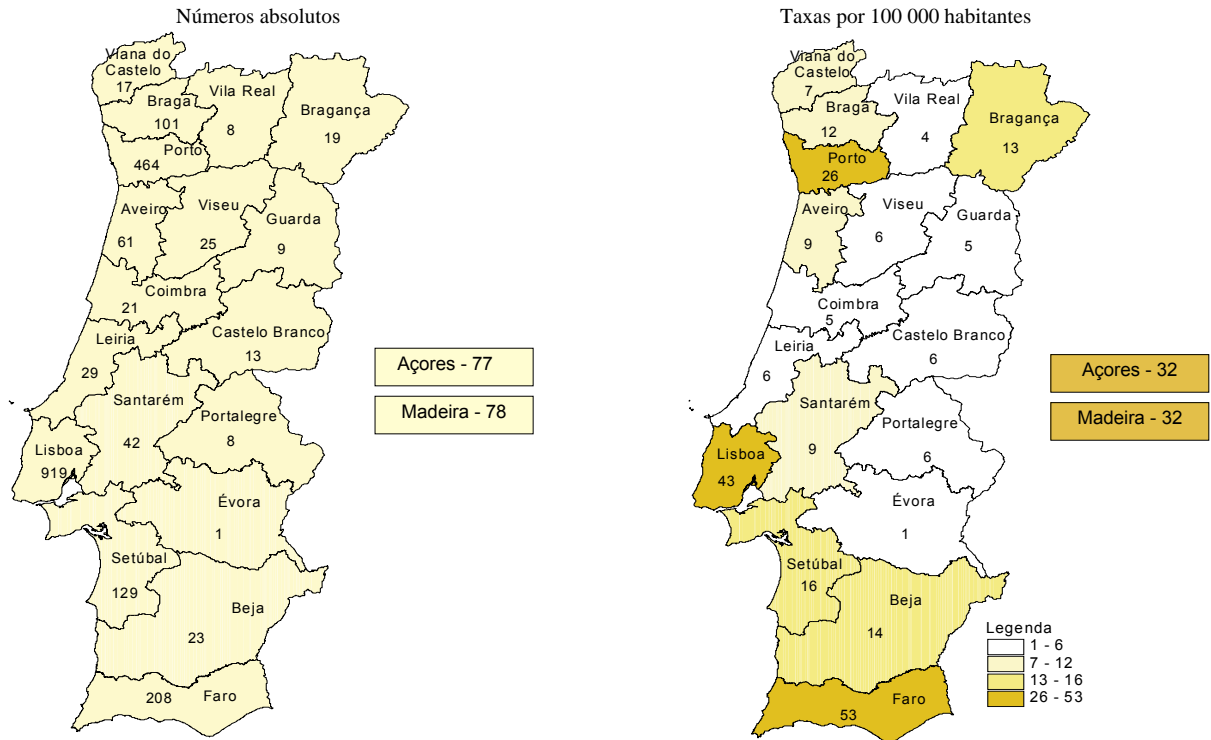 Números absolutos
Viana do
Castelo
17
Braga
101
Vila Real
8
Bragança
19
Porto
464
Aveiro
61
Viseu
25
Guarda
9
Coimbra
21
Leiria
29
Castelo Branco
13
Santarém
42
Portalegre
8
Lisboa
919
Évora
1
Setúbal
129
Beja
23
208 Faro
Açores - 77
Madeira - 78
Taxas por 100 000 habitantes
Viana do
Castelo
7
Braga
12
Vila Real
4
Bragança
13
Porto
26
Aveiro
9
Viseu
6
Guarda
5
Coimbra
5
Leiria
6
Castelo Branco
6
Santarém
9
Portalegre
6
Lisboa
43
Évora
1
Setúbal
16
Beja
14
Faro
53
Açores - 32
Madeira - 32
Legenda
1 - 6
7 - 12
13 - 16
26 - 53